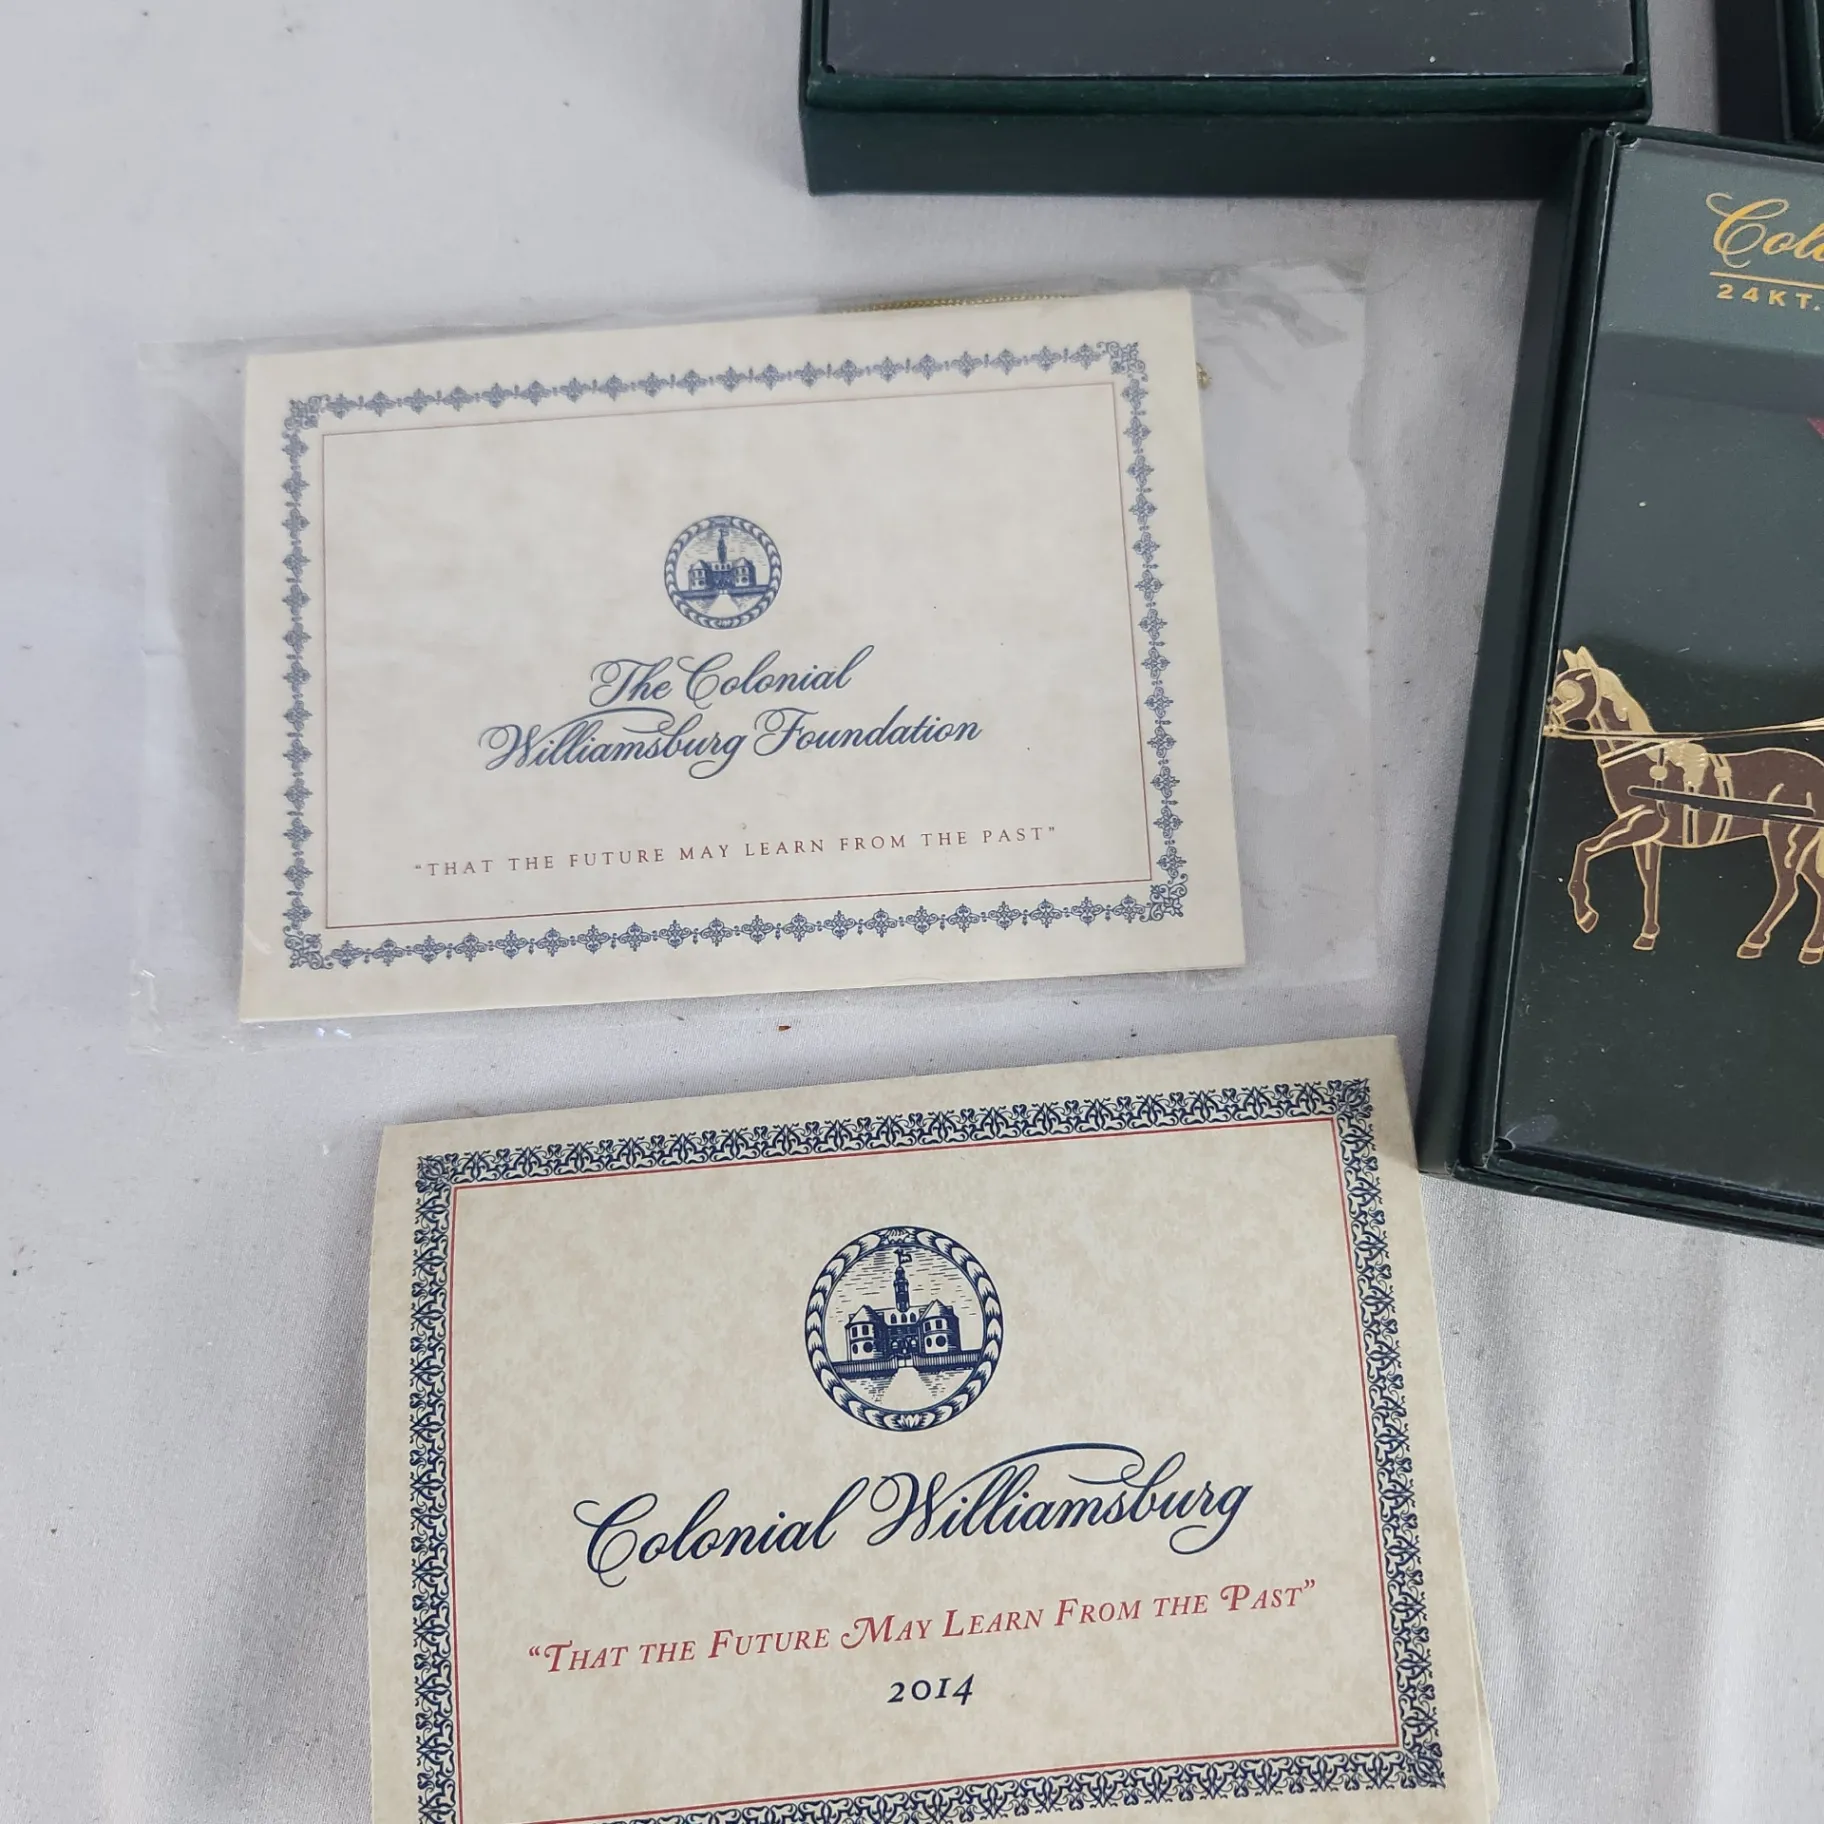 The Colonial
Williamsburg Foundation
"THAT THE FUTURE MAY LEARN FROM THE PAST"
24KT.
Colonial Williamsburg
"THAT THE FUTURE MAY LEARN FROM THE PAST"
2014